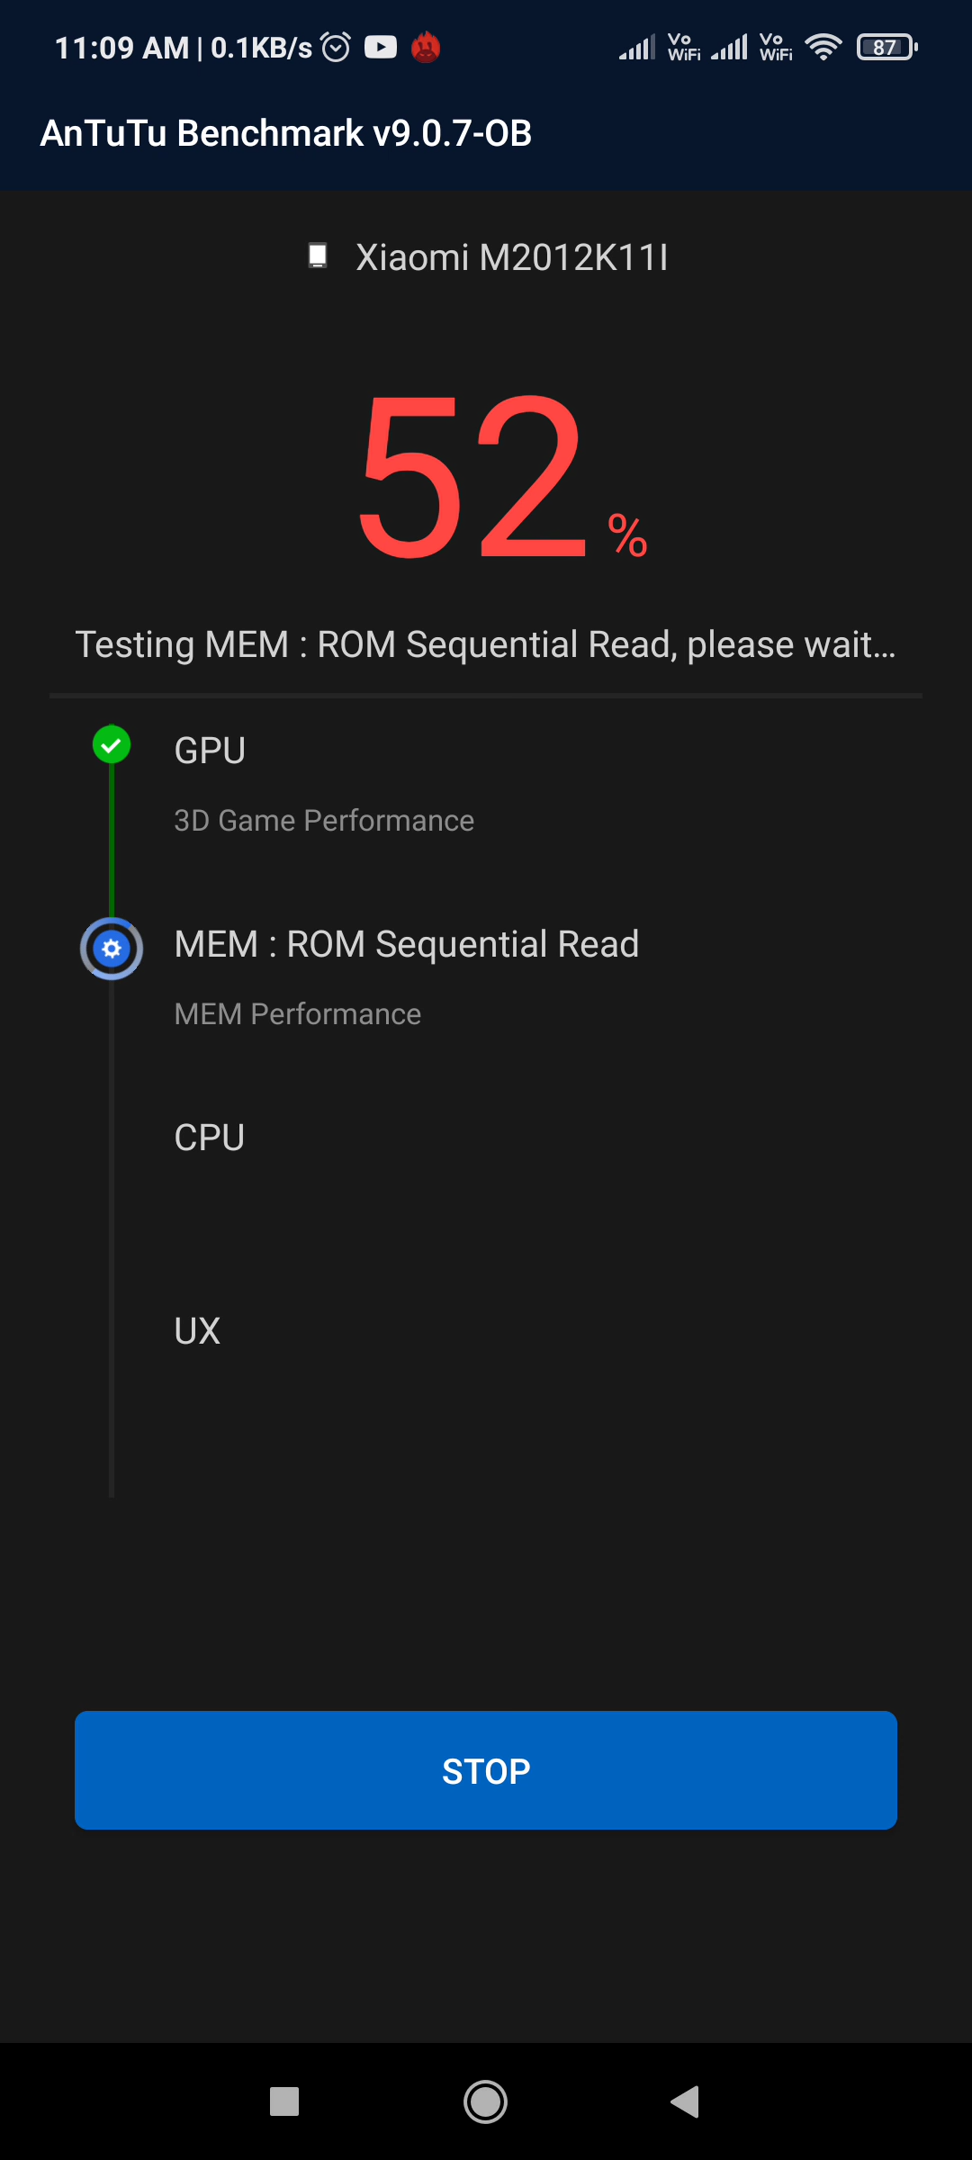 11:09 AM | 0.1KB/s Vo WiFi Vo WiFi 87
AnTuTu Benchmark v9.0.7-OB
Xiaomi M2012K11I
52 %
Testing MEM : ROM Sequential Read, please wait...
GPU
3D Game Performance
MEM : ROM Sequential Read
MEM Performance
CPU
UX
STOP